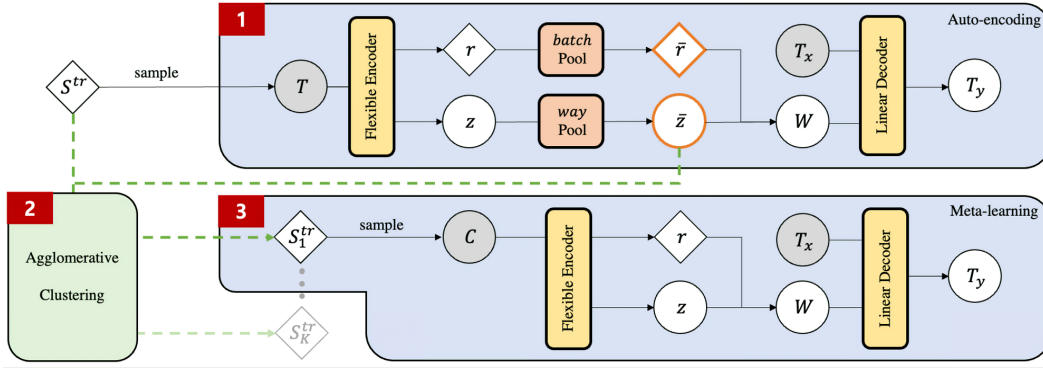 1
Auto-encoding
S^{tr}
sample
T
Flexible Encoder
r
batch
Pool
r̄
z
way
Pool
z̄
T_x
W
Linear Decoder
T_y
2
Agglomerative
Clustering
3
Meta-learning
S_1^{tr}
sample
C
Flexible Encoder
r
z
T_x
W
Linear Decoder
T_y
S_K^{tr}